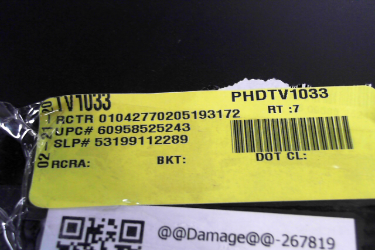 TV1033
PHDTV1033
RCTR 01042770205193172
RT :7
UPC# 60958525243
SLP# 53199112289
RCRA:
BKT:
DOT CL:
02-21-20
@@Damage@@-267819